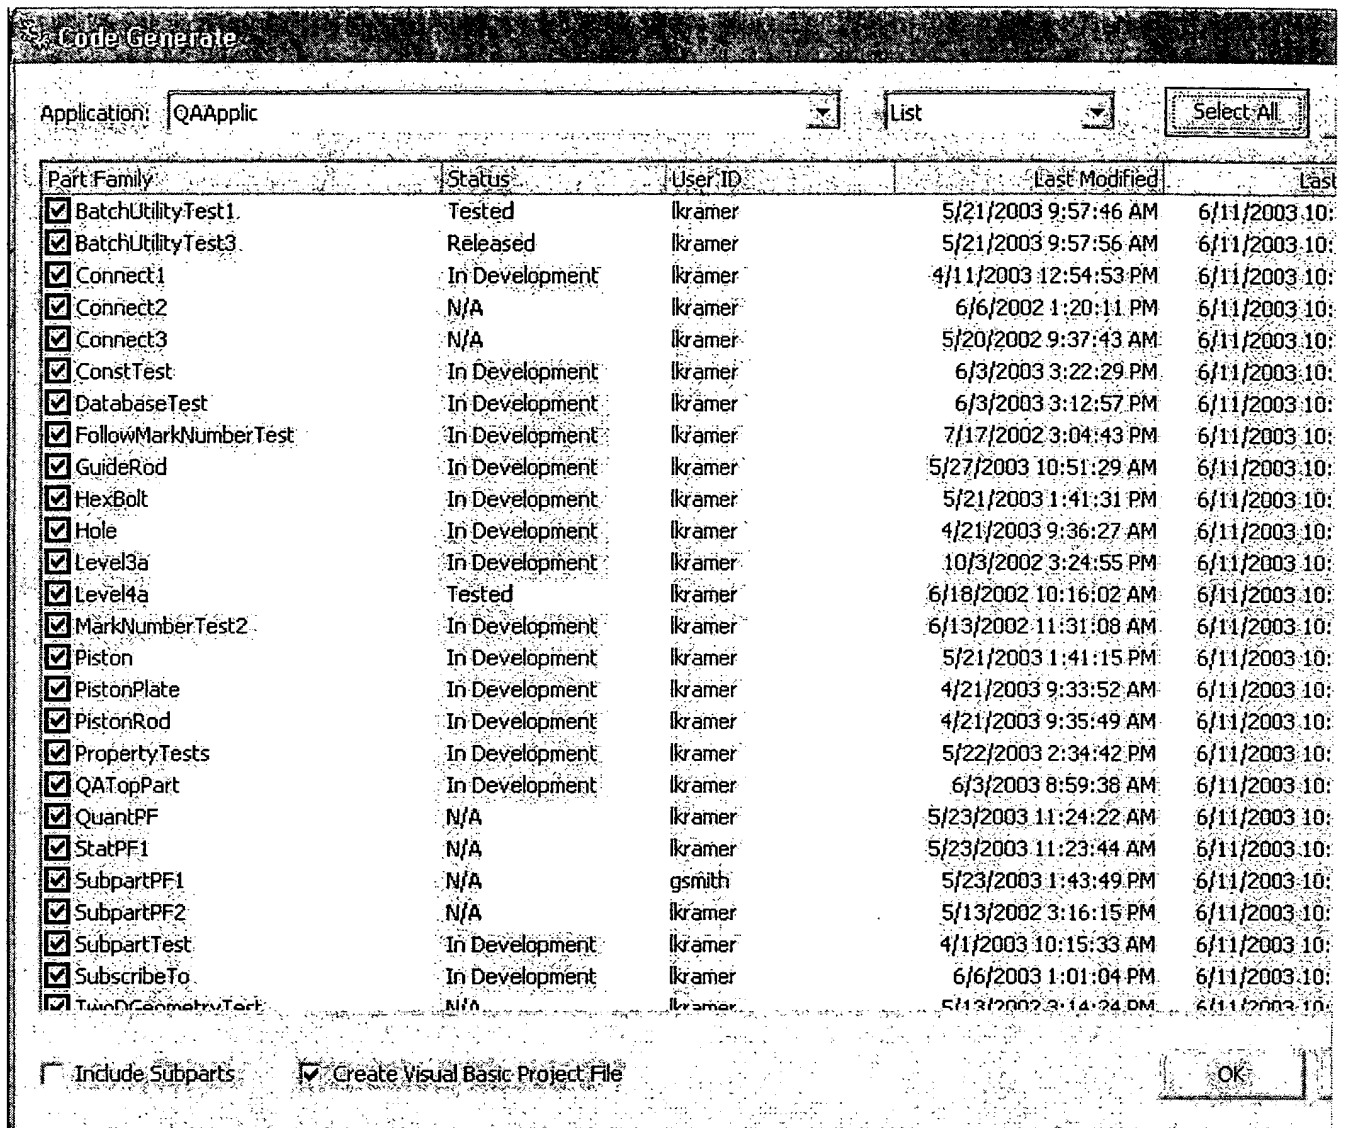 Code Generate
Application: QAApplic List Select All
Part Family Status User ID Last Modified Last
BatchUtilityTest1 Tested lkramer 5/21/2003 9:57:46 AM 6/11/2003 10:
BatchUtilityTest3 Released lkramer 5/21/2003 9:57:56 AM 6/11/2003 10:
Connect1 In Development lkramer 4/11/2003 12:54:53 PM 6/11/2003 10:
Connect2 N/A lkramer 6/6/2002 1:20:11 PM 6/11/2003 10:
Connect3 N/A lkramer 5/20/2002 9:37:43 AM 6/11/2003 10:
ConstTest In Development lkramer 6/3/2003 3:22:29 PM 6/11/2003 10:
DatabaseTest In Development lkramer 6/3/2003 3:12:57 PM 6/11/2003 10:
FollowMarkNumberTest In Development lkramer 7/17/2002 3:04:43 PM 6/11/2003 10:
GuideRod In Development lkramer 5/27/2003 10:51:29 AM 6/11/2003 10:
HexBolt In Development lkramer 5/21/2003 1:41:31 PM 6/11/2003 10:
Hole In Development lkramer 4/21/2003 9:36:27 AM 6/11/2003 10:
Level3a In Development lkramer 10/3/2002 3:24:55 PM 6/11/2003 10:
Level4a Tested lkramer 6/18/2002 10:16:02 AM 6/11/2003 10:
MarkNumberTest2 In Development lkramer 6/13/2002 11:31:08 AM 6/11/2003 10:
Piston In Development lkramer 5/21/2003 1:41:15 PM 6/11/2003 10:
PistonPlate In Development lkramer 4/21/2003 9:33:52 AM 6/11/2003 10:
PistonRod In Development lkramer 4/21/2003 9:35:49 AM 6/11/2003 10:
PropertyTests In Development lkramer 5/22/2003 2:34:42 PM 6/11/2003 10:
QATopPart In Development lkramer 6/3/2003 8:59:38 AM 6/11/2003 10:
QuantPF N/A lkramer 5/23/2003 11:24:22 AM 6/11/2003 10:
StatPF1 N/A lkramer 5/23/2003 11:23:44 AM 6/11/2003 10:
SubpartPF1 N/A gsmith 5/23/2003 1:43:49 PM 6/11/2003 10:
SubpartPF2 N/A lkramer 5/13/2002 3:16:15 PM 6/11/2003 10:
SubpartTest In Development lkramer 4/1/2003 10:15:33 AM 6/11/2003 10:
SubscribeTo In Development lkramer 6/6/2003 1:01:04 PM 6/11/2003 10:
TwoDGeometryTest N/A lkramer 5/13/2002 3:14:24 PM 6/11/2003 10:
Include Subparts Create Visual Basic Project File OK